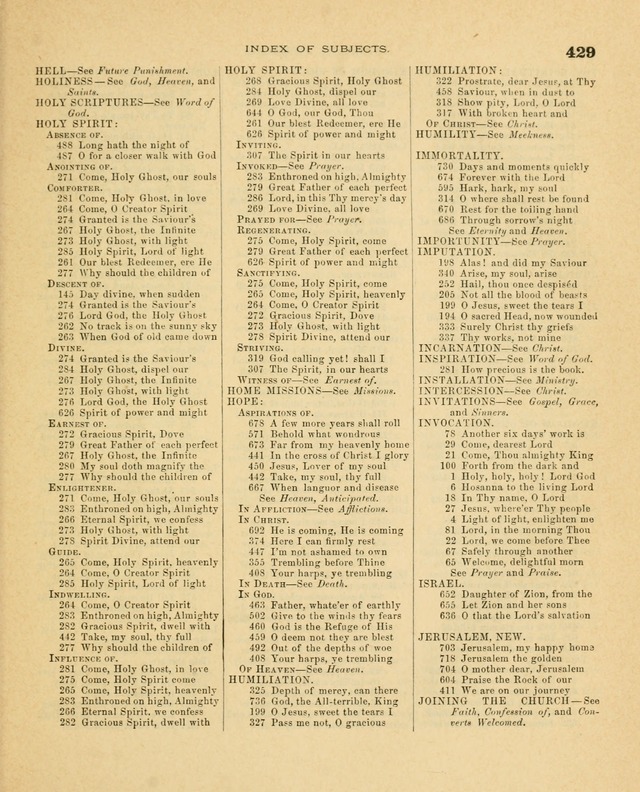 INDEX OF SUBJECTS.
429
HELL—See Future Punishment.
HOLINESS—See God, Heaven, and
Saints.
HOLY SCRIPTURES—See Word of
God.
HOLY SPIRIT:
ABSENCE OF.
488 Long hath the night of
487 O for a closer walk with God
ANOINTING OF.
271 Come, Holy Ghost, our souls
COMFORTER.
281 Come, Holy Ghost, in love
264 Come, O Creator Spirit
274 Granted is the Saviour's
267 Holy Ghost, the Infinite
273 Holy Ghost, with light
285 Holy Spirit, Lord of light
261 Our blest Redeemer, ere He
277 Why should the children of
DESCENT OF.
145 Day divine, when sudden
274 Granted is the Saviour's
276 Lord God, the Holy Ghost
262 No track is on the sunny sky
263 When God of old came down
DIVINE.
274 Granted is the Saviour's
284 Holy Ghost, dispel our
267 Holy Ghost, the Infinite
273 Holy Ghost, with light
276 Lord God, the Holy Ghost
626 Spirit of power and might
EARNEST OF.
272 Gracious Spirit, Dove
279 Great Father of each perfect
267 Holy Ghost, the Infinite
280 My soul doth magnify the
277 Why should the children of
ENLIGHTENER.
271 Come, Holy Ghost, our souls
283 Enthroned on high, Almighty
266 Eternal Spirit, we confess
273 Holy Ghost, with light
278 Spirit Divine, attend our
GUIDE.
265 Come, Holy Spirit, heavenly
264 Come, O Creator Spirit
285 Holy Spirit, Lord of light
INDWELLING.
264 Come, O Creator Spirit
283 Enthroned on high, Almighty
282 Gracious Spirit, dwell with
442 Take, my soul, thy full
277 Why should the children of
INFLUENCE OF.
281 Come, Holy Ghost, in love
275 Come, Holy Spirit come
265 Come, Holy Spirit, heavenly
283 Enthroned on high, Almighty
266 Eternal Spirit, we confess
282 Gracious Spirit, dwell with
HOLY SPIRIT:
268 Gracious Spirit, Holy Ghost
284 Holy Ghost, dispel our
269 Love Divine, all love
644 O God, our God, Thou
261 Our blest Redeemer, ere He
626 Spirit of power and might
INVITING.
307 The Spirit in our hearts
INVOKED—See Prayer.
283 Enthroned on high, Almighty
279 Great Father of each perfect
286 Lord, in this Thy mercy's day
269 Love Divine, all love
PRAYED FOR—See Prayer.
REGENERATING.
275 Come, Holy Spirit, come
279 Great Father of each perfect
626 Spirit of power and might
SANCTIFYING.
275 Come, Holy Spirit, come
265 Come, Holy Spirit, heavenly
264 Come, O Creator Spirit
272 Gracious Spirit, Dove
273 Holy Ghost, with light
278 Spirit Divine, attend our
STRIVING.
319 God calling yet! shall I
307 The Spirit, in our hearts
WITNESS OF—See Earnest of.
HOME MISSIONS—See Missions.
HOPE:
ASPIRATIONS OF.
678 A few more years shall roll
571 Behold what wondrous
673 Far from my heavenly home
441 In the cross of Christ I glory
450 Jesus, Lover of my soul
442 Take, my soul, thy full
667 When languor and disease
See Heaven, Anticipated.
IN AFFLICTION—See Afflictions.
IN CHRIST.
692 He is coming, He is coming
374 Here I can firmly rest
447 I'm not ashamed to own
355 Trembling before Thine
408 Your harps, ye trembling
IN DEATH—See Death.
IN GOD.
463 Father, whate'er of earthly
502 Give to the winds thy fears
460 God is the Refuge of His
459 O deem not they are blest
492 Out of the depths of woe
408 Your harps, ye trembling
OF HEAVEN—See Heaven.
HUMILIATION.
325 Depth of mercy, can there
736 God, the All-terrible, King
199 O Jesus, sweet the tears I
327 Pass me not, O gracious
HUMILIATION:
322 Prostrate, dear Jesus, at Thy
458 Saviour, when in dust to
318 Show pity, Lord, O Lord
317 With broken heart and
OF CHRIST—See Christ.
HUMILITY—See Meekness.
IMMORTALITY.
730 Days and moments quickly
674 Forever with the Lord
595 Hark, hark, my soul
314 O where shall rest be found
670 Rest for the toiling hand
686 Through sorrow's night
See Eternity and Heaven.
IMPORTUNITY—See Prayer.
IMPUTATION.
198 Alas! and did my Saviour
340 Arise, my soul, arise
252 Hail, thou once despiséd
205 Not all the blood of beasts
199 O Jesus, sweet the tears I
194 O sacred Head, now wounded
333 Surely Christ thy griefs
337 Thy works, not mine
INCARNATION—See Christ.
INSPIRATION—See Word of God.
281 How precious is the book.
INSTALLATION—See Ministry.
INTERCESSION—See Christ.
INVITATIONS—See Gospel, Grace,
and Sinners.
INVOCATION.
78 Another six days' work is
29 Come, dearest Lord
21 Come, Thou almighty King
100 Forth from the dark and
1 Holy, holy, holy! Lord God
6 Hosanna to the living Lord
18 In Thy name, O Lord
27 Jesus, where'er Thy people
4 Light of light, enlighten me
81 Lord, in the morning Thou
22 Lord, we come before Thee
67 Safely through another
65 Welcome, delightful morn
See Prayer and Praise.
ISRAEL.
652 Daughter of Zion, from the
655 Let Zion and her sons
636 O that the Lord's salvation
JERUSALEM, NEW.
703 Jerusalem, my happy home
718 Jerusalem the golden
704 O mother dear, Jerusalem
604 Praise the Rock of our
411 We are on our journey
JOINING THE CHURCH—See
Faith, Confession of, and Con-
verts Welcomed.